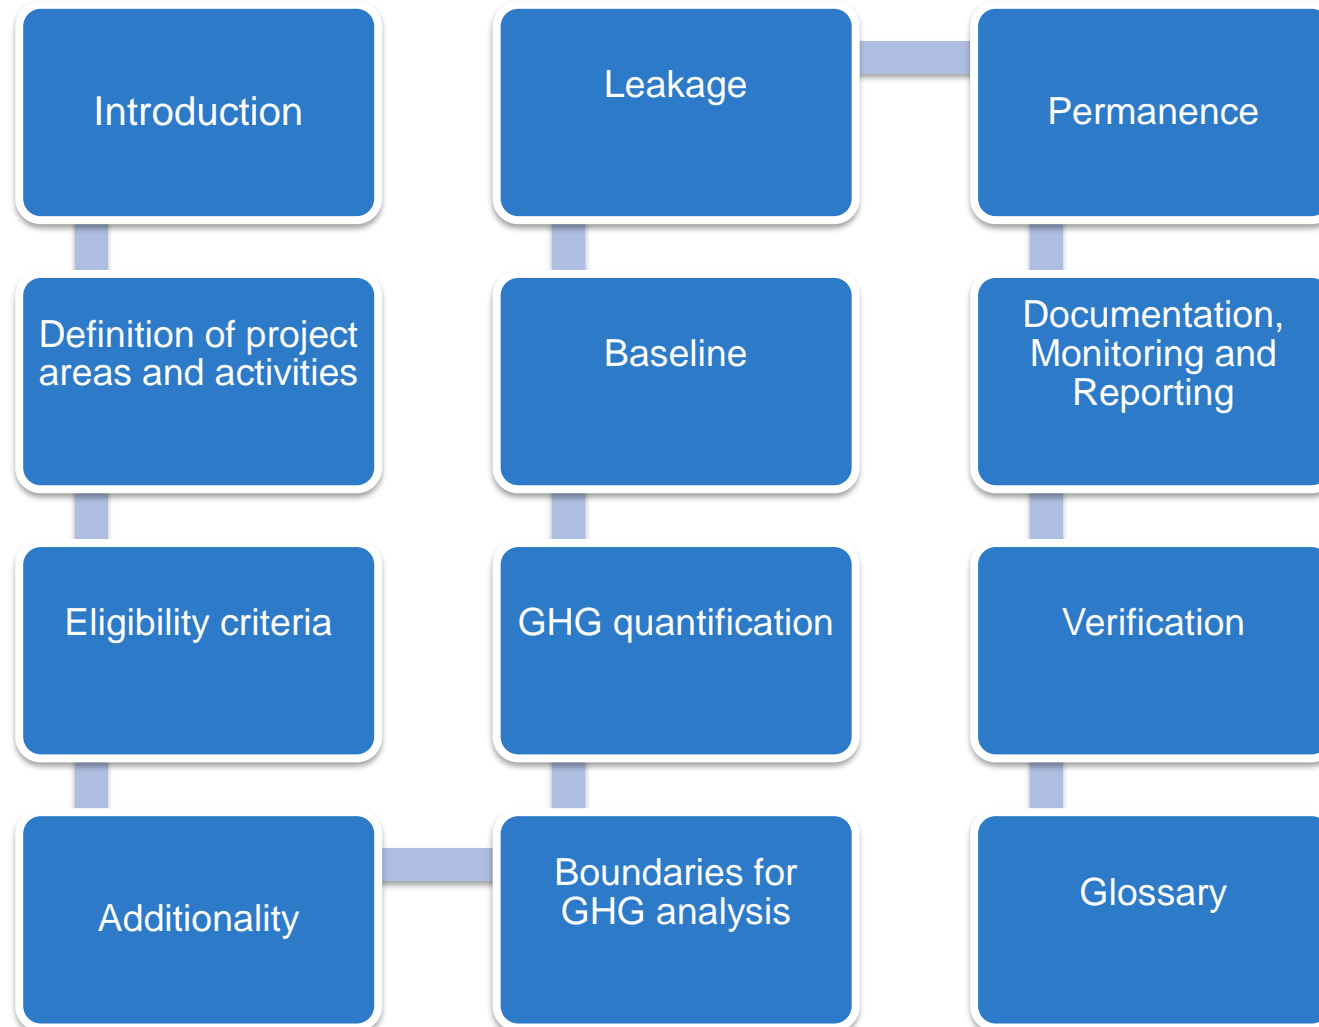 Introduction
Definition of project
areas and activities
Eligibility criteria
Additionality
Boundaries for
GHG analysis
GHG quantification
Baseline
Leakage
Permanence
Documentation,
Monitoring and
Reporting
Verification
Glossary